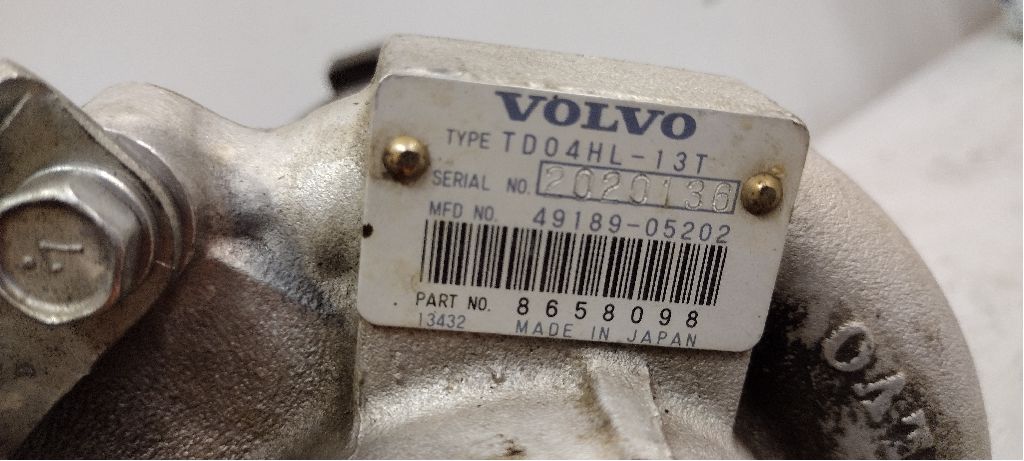 VOLVO
TYPE TD04HL-13T
SERIAL NO. 2020136
MFD NO. 49189-05202
PART NO. 8658098
13432 MADE IN JAPAN